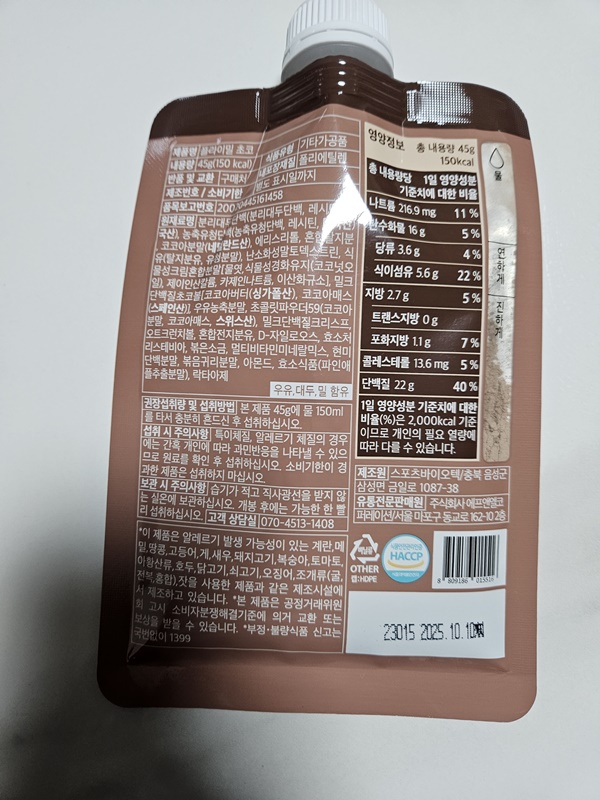 제품명 플라이밀 초코
식품유형 기타가공품
내용량 45g(150 kcal)
내포장재질 폴리에틸렌
반품 및 교환 구매처
제조번호 / 소비기한 별도 표시일까지
품목보고번호 2000445161458
원재료명 분리대두단백(분리대두단백, 레시틴
국산), 농축유청단백(농축유청단백, 레시틴
코코아분말(네덜란드산), 에리스리톨, 혼합탈지분
유(탈지분유, 유청분말), 난소화성말토덱스트린, 식
물성크림혼합분말[물엿, 식물성경화유지(코코넛오
일), 제이인산칼륨, 카제인나트륨, 이산화규소], 밀크
단백질초코볼[코코아버터(싱가폴산), 코코아매스
(스페인산)], 우유농축분말, 초콜릿파우더59(코코아
분말, 코코아매스, 스위스산), 밀크단백질크리스프,
오트크런치볼, 혼합전지분유, D-자일로오스, 효소처
리스테비아, 볶은소금, 멀티비타민미네랄믹스, 현미
단백분말, 볶음귀리분말, 아몬드, 효소식품(파인애
플추출분말), 락타아제
우유, 대두, 밀 함유
권장섭취량 및 섭취방법 본 제품 45g에 물 150ml
를 타서 충분히 흔드신 후 섭취하십시오.
섭취 시 주의사항 특이체질, 알레르기 체질의 경우
에는 간혹 개인에 따라 과민반응을 나타낼 수 있으
므로 원료를 확인 후 섭취하십시오. 소비기한이 경
과한 제품은 섭취하지 마십시오.
보관 시 주의사항 습기가 적고 직사광선을 받지 않
는 실온에 보관하십시오. 개봉 후에는 가능한 한 빨
리 섭취하십시오. 고객 상담실 070-4513-1408
*이 제품은 알레르기 발생 가능성이 있는 계란, 메
밀, 땅콩, 고등어, 게, 새우, 돼지고기, 복숭아, 토마토,
아황산류, 호두, 닭고기, 쇠고기, 오징어, 조개류(굴,
전복, 홍합), 잣을 사용한 제품과 같은 제조시설에
서 제조하고 있습니다. *본 제품은 공정거래위원
회 고시 소비자분쟁해결기준에 의거 교환 또는
보상을 받을 수 있습니다. *부정·불량식품 신고는
국번없이 1399
영양정보 총 내용량 45g
150kcal
총 내용량당 1일 영양성분
기준치에 대한 비율
나트륨 216.9 mg 11 %
탄수화물 16 g 5 %
당류 3.6 g 4 %
식이섬유 5.6 g 22 %
지방 2.7 g 5 %
트랜스지방 0 g
포화지방 1.1 g 7 %
콜레스테롤 13.6 mg 5 %
단백질 22 g 40 %
1일 영양성분 기준치에 대한
비율(%)은 2,000kcal 기준
이므로 개인의 필요 열량에
따라 다를 수 있습니다.
물
연하게
진하게
제조원 스포츠바이오텍/충북 음성군
삼성면 금일로 1087-38
유통전문판매원 주식회사 에프앤엘코
퍼레이션/서울 마포구 동교로 162-10 2층
비닐류
OTHER
캡:HDPE
HACCP
8 809186 015516
23015 2025.10.10